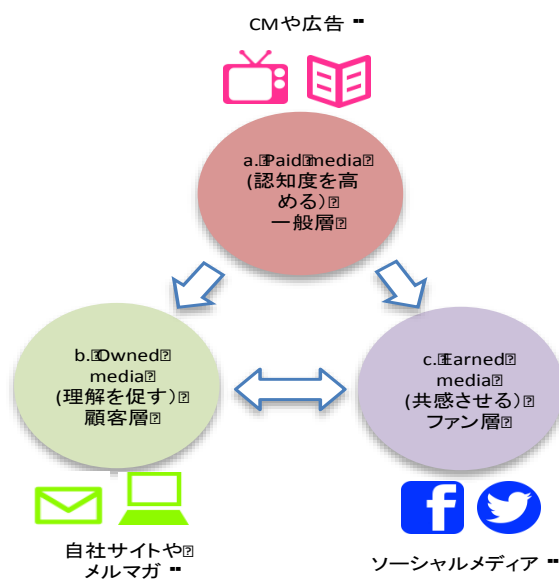 CMや広告
a. Paid media
(認知度を高
める)
一般層
b. Owned
media
(理解を促す)
顧客層
c. Earned
media
(共感させる)
ファン層
自社サイトや
メルマガ
ソーシャルメディア